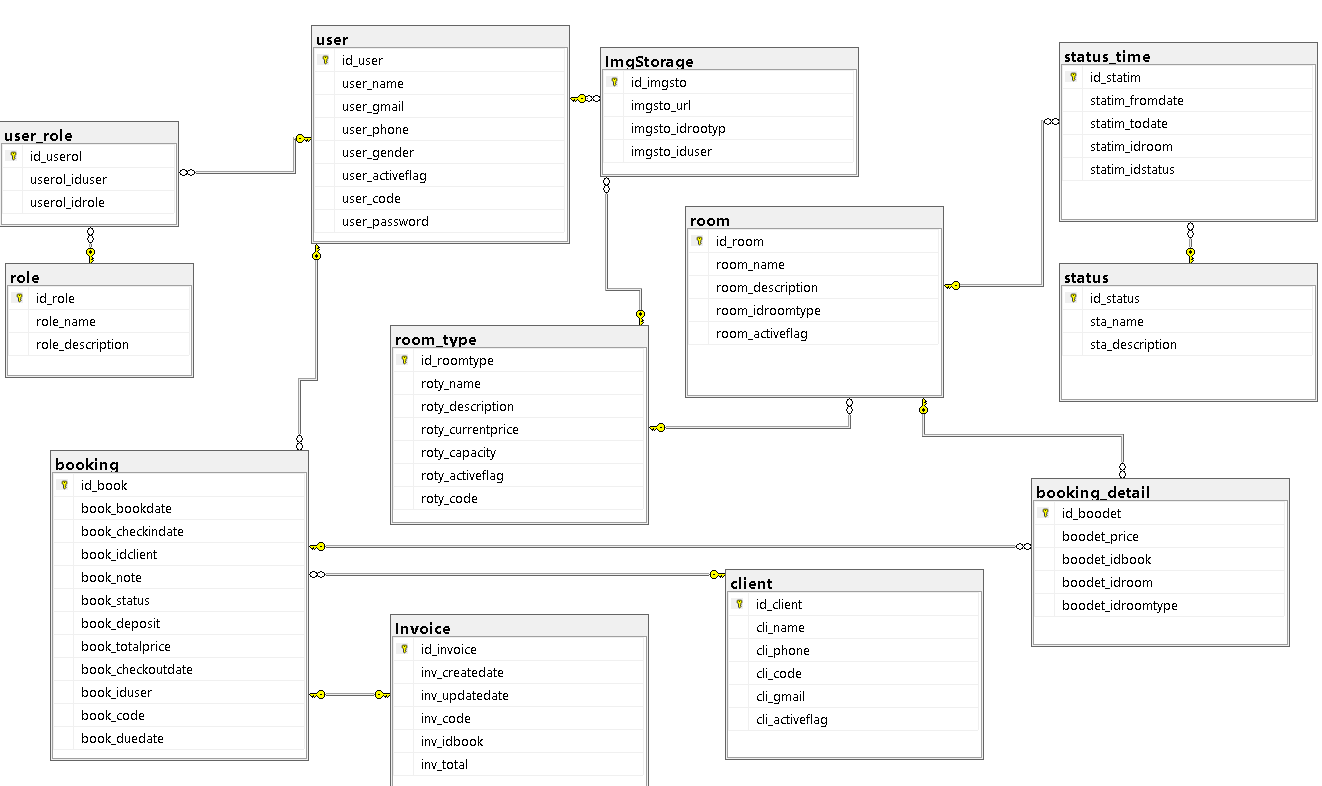 user
id_user
user_name
user_gmail
user_phone
user_gender
user_activeflag
user_code
user_password
ImgStorage
id_imgsto
imgsto_url
imgsto_idrootyp
imgsto_iduser
status_time
id_statim
statim_fromdate
statim_todate
statim_idroom
statim_idstatus
user_role
id_userol
userol_iduser
userol_idrole
role
id_role
role_name
role_description
room
id_room
room_name
room_description
room_idroomtype
room_activeflag
status
id_status
sta_name
sta_description
room_type
id_roomtype
roty_name
roty_description
roty_currentprice
roty_capacity
roty_activeflag
roty_code
booking
id_book
book_bookdate
book_checkindate
book_idclient
book_note
book_status
book_deposit
book_totalprice
book_checkoutdate
book_iduser
book_code
book_duedate
booking_detail
id_boodet
boodet_price
boodet_idbook
boodet_idroom
boodet_idroomtype
client
id_client
cli_name
cli_phone
cli_code
cli_gmail
cli_activeflag
Invoice
id_invoice
inv_createdate
inv_updatedate
inv_code
inv_idbook
inv_total